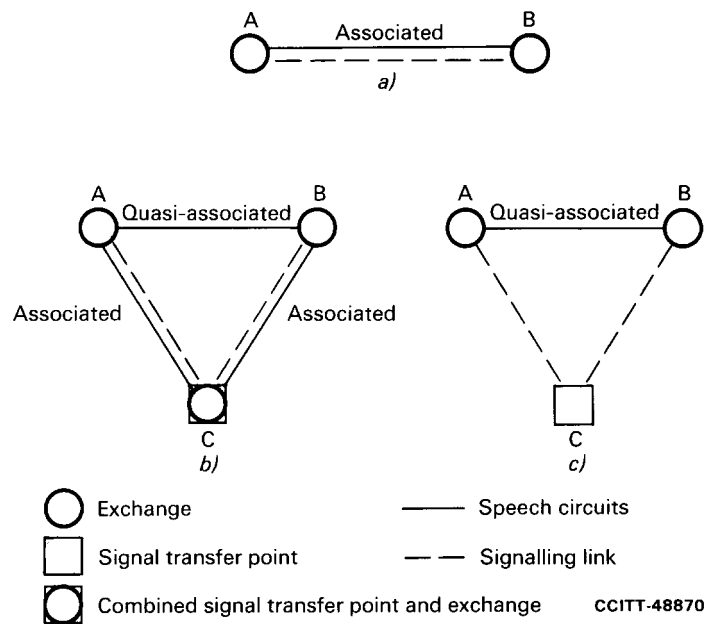 A B
Associated
a)
A B A B
Quasi-associated Quasi-associated
Associated Associated
C C
b) c)
Exchange Speech circuits
Signal transfer point Signalling link
Combined signal transfer point and exchange CCITT-48870